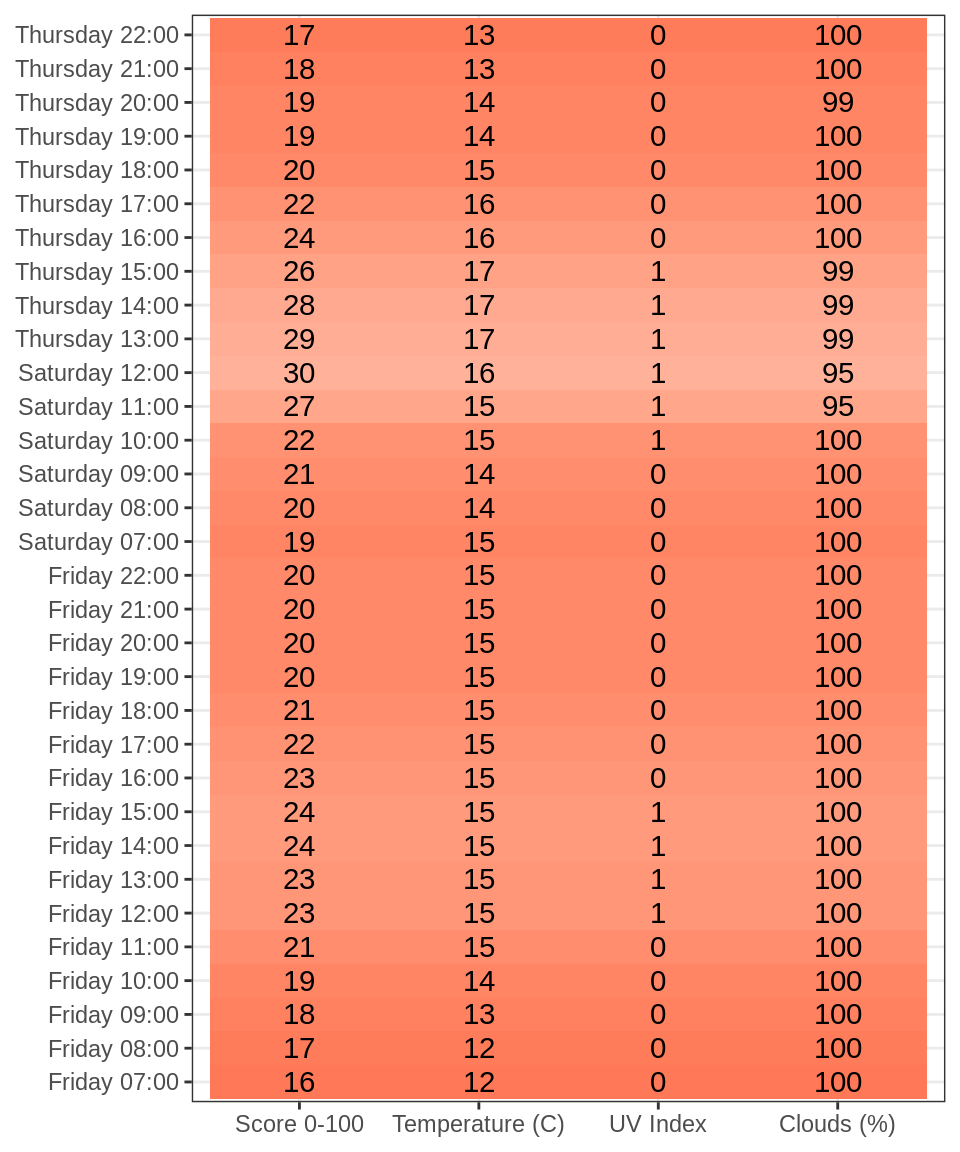 Thursday 22:00 17 13 0 100
Thursday 21:00 18 13 0 100
Thursday 20:00 19 14 0 99
Thursday 19:00 19 14 0 100
Thursday 18:00 20 15 0 100
Thursday 17:00 22 16 0 100
Thursday 16:00 24 16 0 100
Thursday 15:00 26 17 1 99
Thursday 14:00 28 17 1 99
Thursday 13:00 29 17 1 99
Saturday 12:00 30 16 1 95
Saturday 11:00 27 15 1 95
Saturday 10:00 22 15 1 100
Saturday 09:00 21 14 0 100
Saturday 08:00 20 14 0 100
Saturday 07:00 19 15 0 100
Friday 22:00 20 15 0 100
Friday 21:00 20 15 0 100
Friday 20:00 20 15 0 100
Friday 19:00 20 15 0 100
Friday 18:00 21 15 0 100
Friday 17:00 22 15 0 100
Friday 16:00 23 15 0 100
Friday 15:00 24 15 1 100
Friday 14:00 24 15 1 100
Friday 13:00 23 15 1 100
Friday 12:00 23 15 1 100
Friday 11:00 21 15 0 100
Friday 10:00 19 14 0 100
Friday 09:00 18 13 0 100
Friday 08:00 17 12 0 100
Friday 07:00 16 12 0 100
Score 0-100 Temperature (C) UV Index Clouds (%)